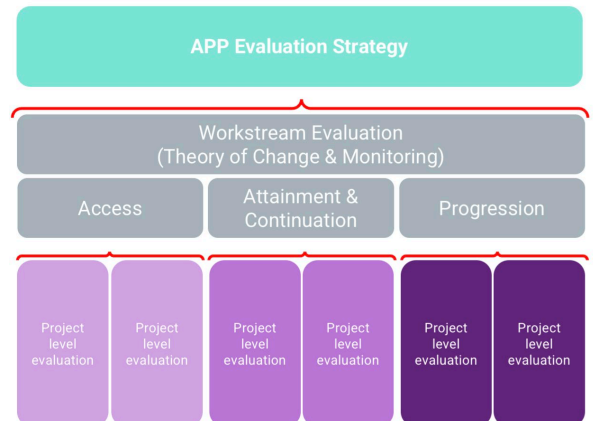 APP Evaluation Strategy
Workstream Evaluation
(Theory of Change & Monitoring)
Access
Attainment &
Continuation
Progression
Project
level
evaluation
Project
level
evaluation
Project
level
evaluation
Project
level
evaluation
Project
level
evaluation
Project
level
evaluation